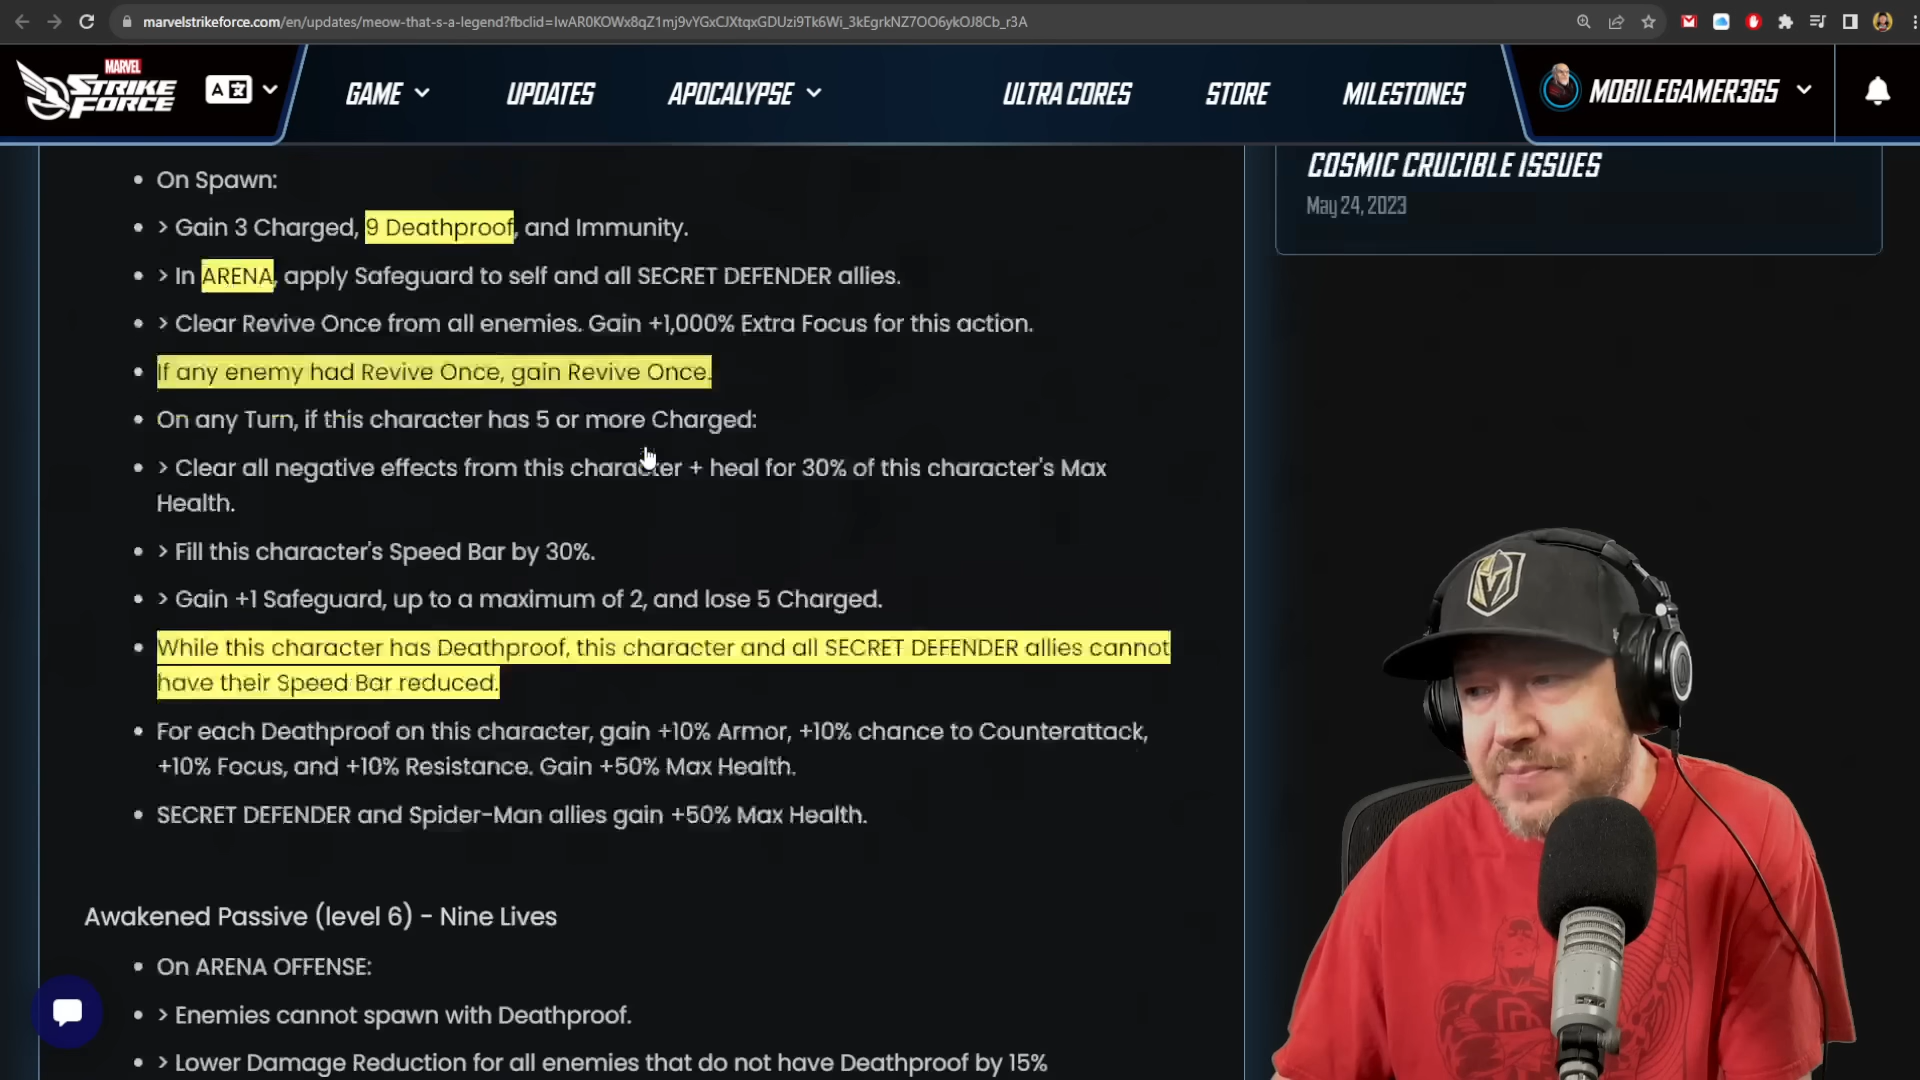 marvelstrikeforce.com/en/updates/meow-that-s-a-legend?fbclid=IwAR0KOWx8qZ1mj9vYGxCJXtqxGDUzi9Tk6Wi_3kEgrkNZ7OO6ykOJ8Cb_r3A
MARVEL
STRIKE
FORCE
A
GAME
UPDATES
APOCALYPSE
ULTRA CORES
STORE
MILESTONES
MOBILEGAMER365
COSMIC CRUCIBLE ISSUES
May 24, 2023
• On Spawn:
• > Gain 3 Charged, 9 Deathproof, and Immunity.
• > In ARENA, apply Safeguard to self and all SECRET DEFENDER allies.
• > Clear Revive Once from all enemies. Gain +1,000% Extra Focus for this action.
• If any enemy had Revive Once, gain Revive Once.
• On any Turn, if this character has 5 or more Charged:
• > Clear all negative effects from this character + heal for 30% of this character's Max
Health.
• > Fill this character's Speed Bar by 30%.
• > Gain +1 Safeguard, up to a maximum of 2, and lose 5 Charged.
• While this character has Deathproof, this character and all SECRET DEFENDER allies cannot
have their Speed Bar reduced.
• For each Deathproof on this character, gain +10% Armor, +10% chance to Counterattack,
+10% Focus, and +10% Resistance. Gain +50% Max Health.
• SECRET DEFENDER and Spider-Man allies gain +50% Max Health.
Awakened Passive (level 6) - Nine Lives
• On ARENA OFFENSE:
• > Enemies cannot spawn with Deathproof.
• > Lower Damage Reduction for all enemies that do not have Deathproof by 15%